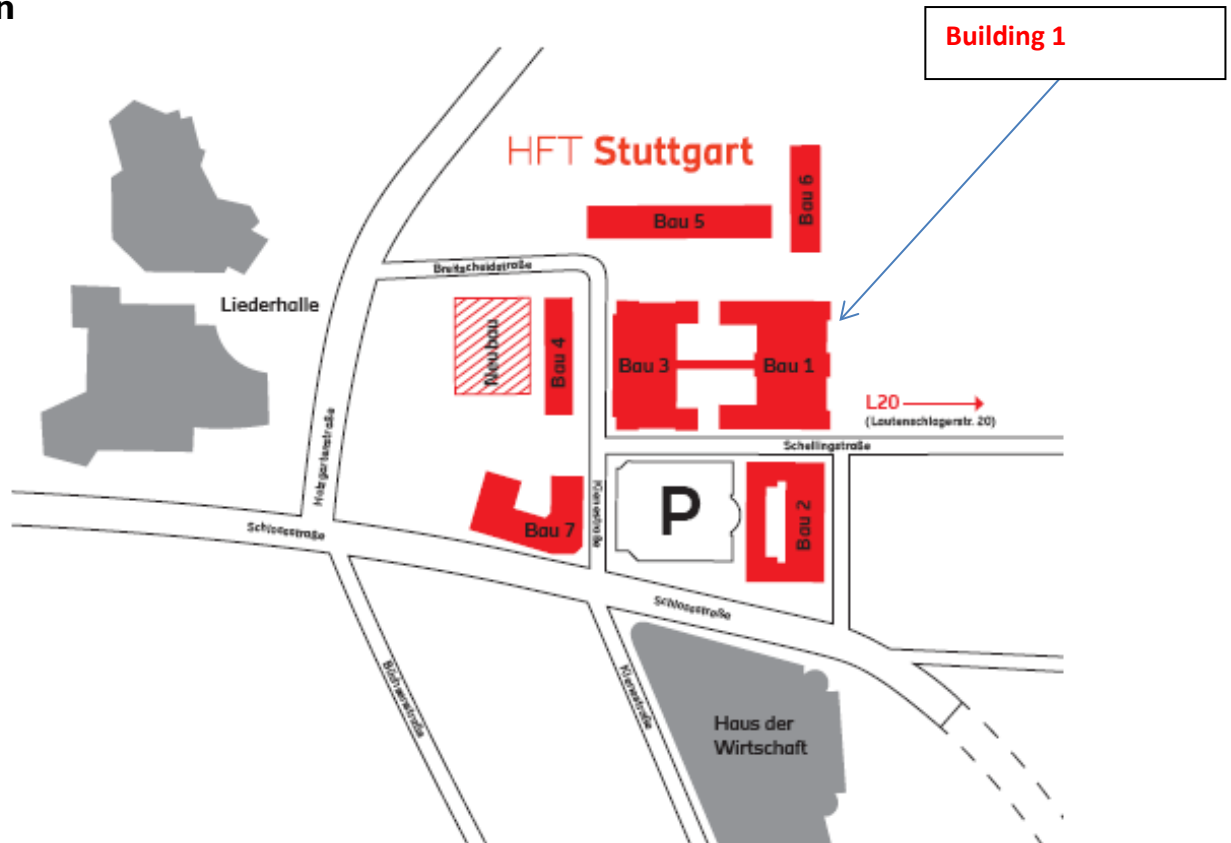 n
Building 1
HFT Stuttgart
Bau 6
Bau 5
Breitscheidstraße
Liederhalle
Neubau
Bau 4
Bau 3
Bau 1
L20
(Lautenschlagerstr. 20)
Holzgartenstraße
Schellingstraße
Kienestraße
P
Bau 2
Bau 7
Schlossstraße
Schlossstraße
Büchsenstraße
Kienestraße
Haus der
Wirtschaft